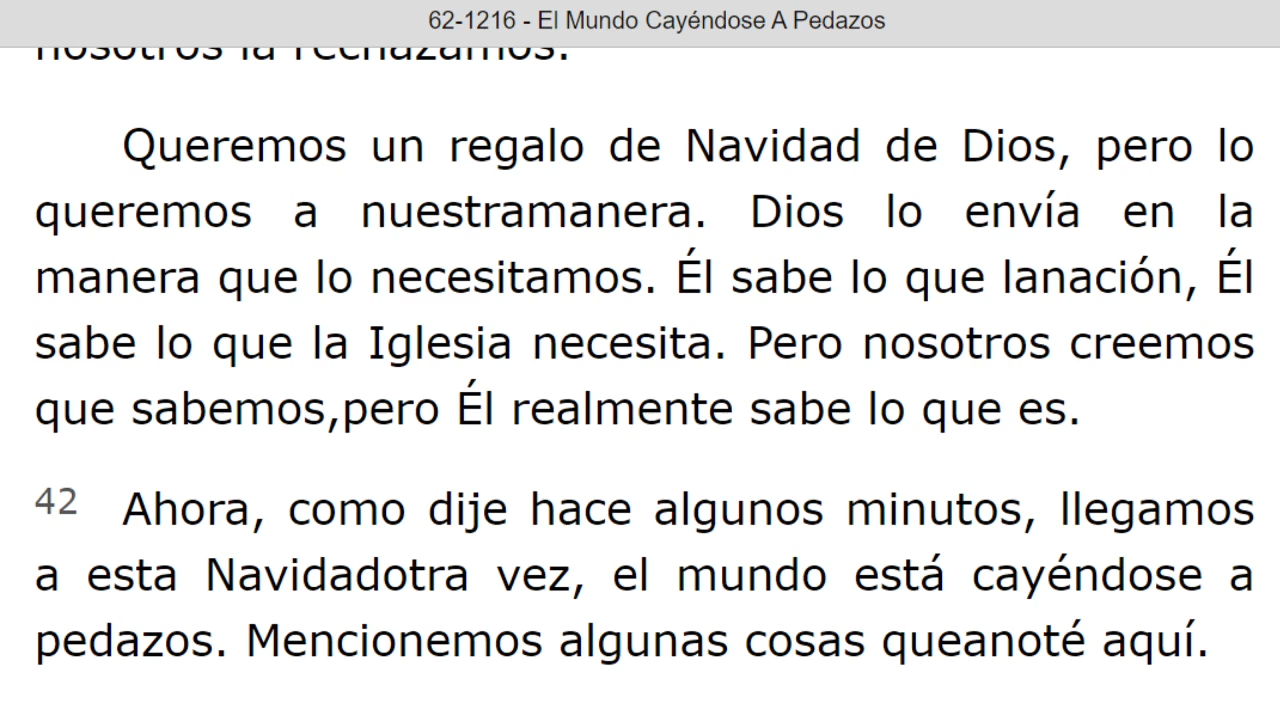 62-1216 - El Mundo Cayéndose A Pedazos
nosotros la rechazamos.
Queremos un regalo de Navidad de Dios, pero lo
queremos a nuestramanera. Dios lo envía en la
manera que lo necesitamos. Él sabe lo que lanación, Él
sabe lo que la Iglesia necesita. Pero nosotros creemos
que sabemos,pero Él realmente sabe lo que es.
42 Ahora, como dije hace algunos minutos, llegamos
a esta Navidadotra vez, el mundo está cayéndose a
pedazos. Mencionemos algunas cosas queanoté aquí.